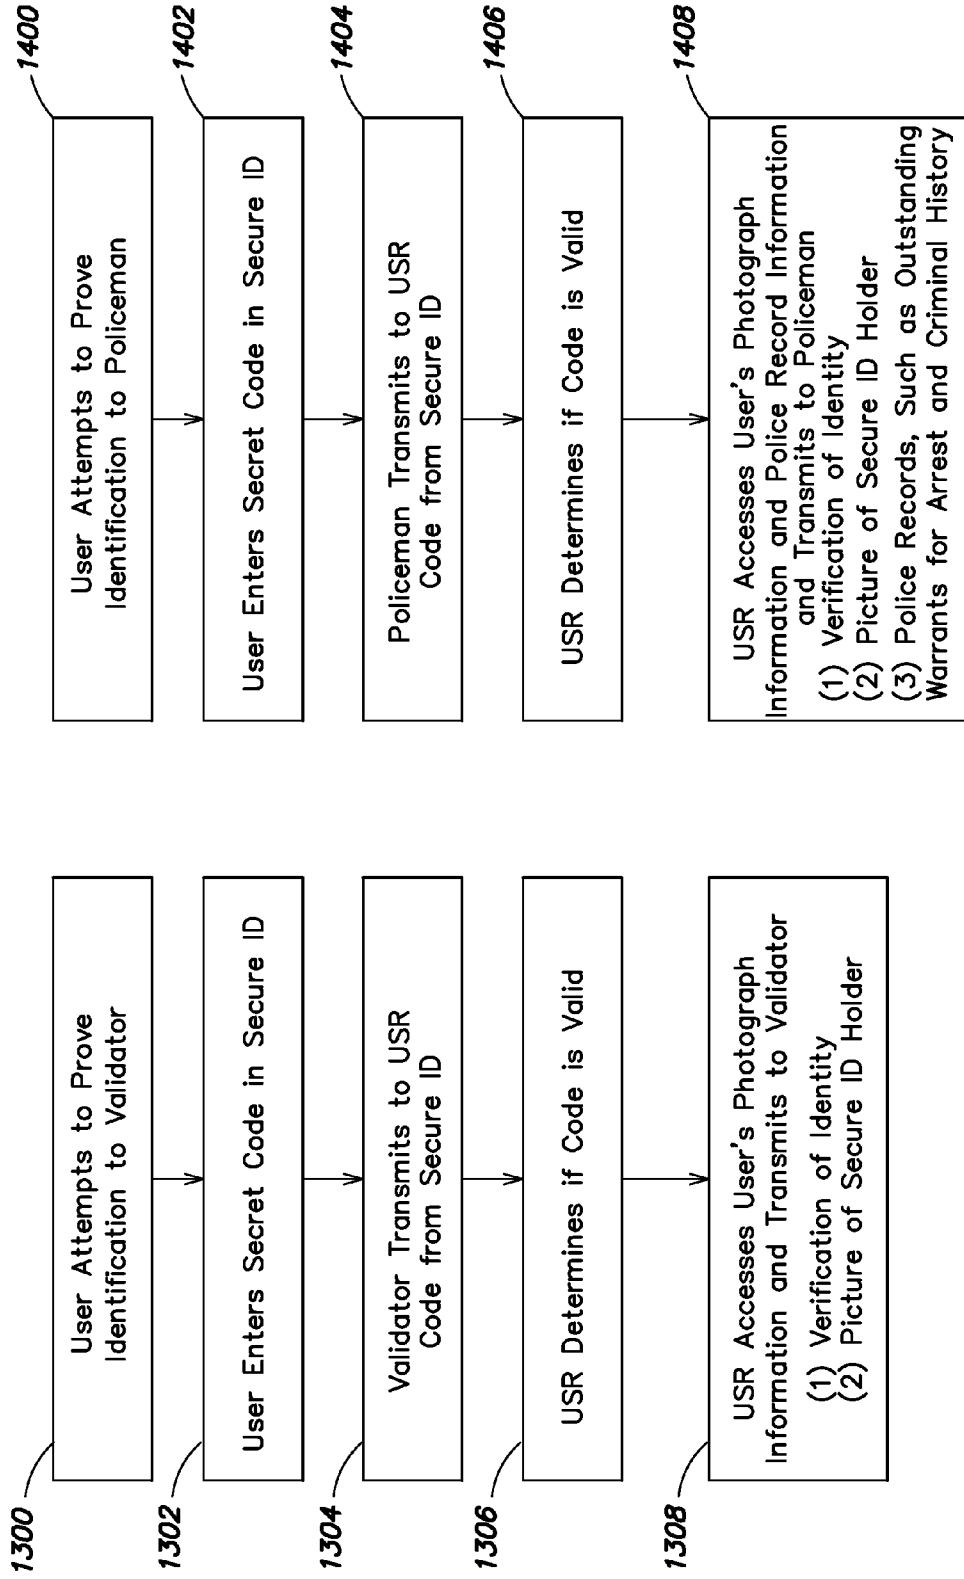 1300
User Attempts to Prove
Identification to Validator
1302
User Enters Secret Code in Secure ID
1304
Validator Transmits to USR
Code from Secure ID
1306
USR Determines if Code is Valid
1308
USR Accesses User's Photograph
Information and Transmits to Validator
(1) Verification of Identity
(2) Picture of Secure ID Holder
1400
User Attempts to Prove
Identification to Policeman
1402
User Enters Secret Code in Secure ID
1404
Policeman Transmits to USR
Code from Secure ID
1406
USR Determines if Code is Valid
1408
USR Accesses User's Photograph
Information and Police Record Information
and Transmits to Policeman
(1) Verification of Identity
(2) Picture of Secure ID Holder
(3) Police Records, Such as Outstanding
Warrants for Arrest and Criminal History